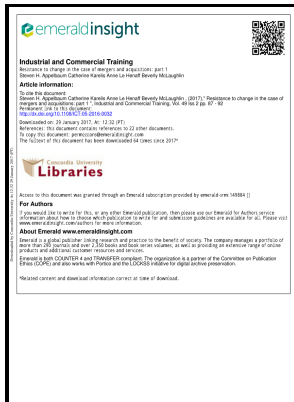 emeraldinsight
Industrial and Commercial Training
Resistance to change in the case of mergers and acquisitions: part 1
Steven H. Appelbaum Catherine Karelis Anne Le Henaff Beverly McLaughlin
Article information:
To cite this document:
Steven H. Appelbaum Catherine Karelis Anne Le Henaff Beverly McLaughlin , (2017)," Resistance to change in the case of
mergers and acquisitions: part 1 ", Industrial and Commercial Training, Vol. 49 Iss 2 pp. 87 - 92
Permanent link to this document:
http://dx.doi.org/10.1108/ICT-05-2016-0032
Downloaded on: 29 January 2017, At: 12:32 (PT)
References: this document contains references to 22 other documents.
To copy this document: permissions@emeraldinsight.com
The fulltext of this document has been downloaded 64 times since 2017*
Concordia University
Libraries
Access to this document was granted through an Emerald subscription provided by emerald-srm:149884 []
For Authors
If you would like to write for this, or any other Emerald publication, then please use our Emerald for Authors service
information about how to choose which publication to write for and submission guidelines are available for all. Please visit
www.emeraldinsight.com/authors for more information.
About Emerald www.emeraldinsight.com
Emerald is a global publisher linking research and practice to the benefit of society. The company manages a portfolio of
more than 290 journals and over 2,350 books and book series volumes, as well as providing an extensive range of online
products and additional customer resources and services.
Emerald is both COUNTER 4 and TRANSFER compliant. The organization is a partner of the Committee on Publication
Ethics (COPE) and also works with Portico and the LOCKSS initiative for digital archive preservation.
*Related content and download information correct at time of download.
Downloaded by Concordia University At 12:32 29 January 2017 (PT)